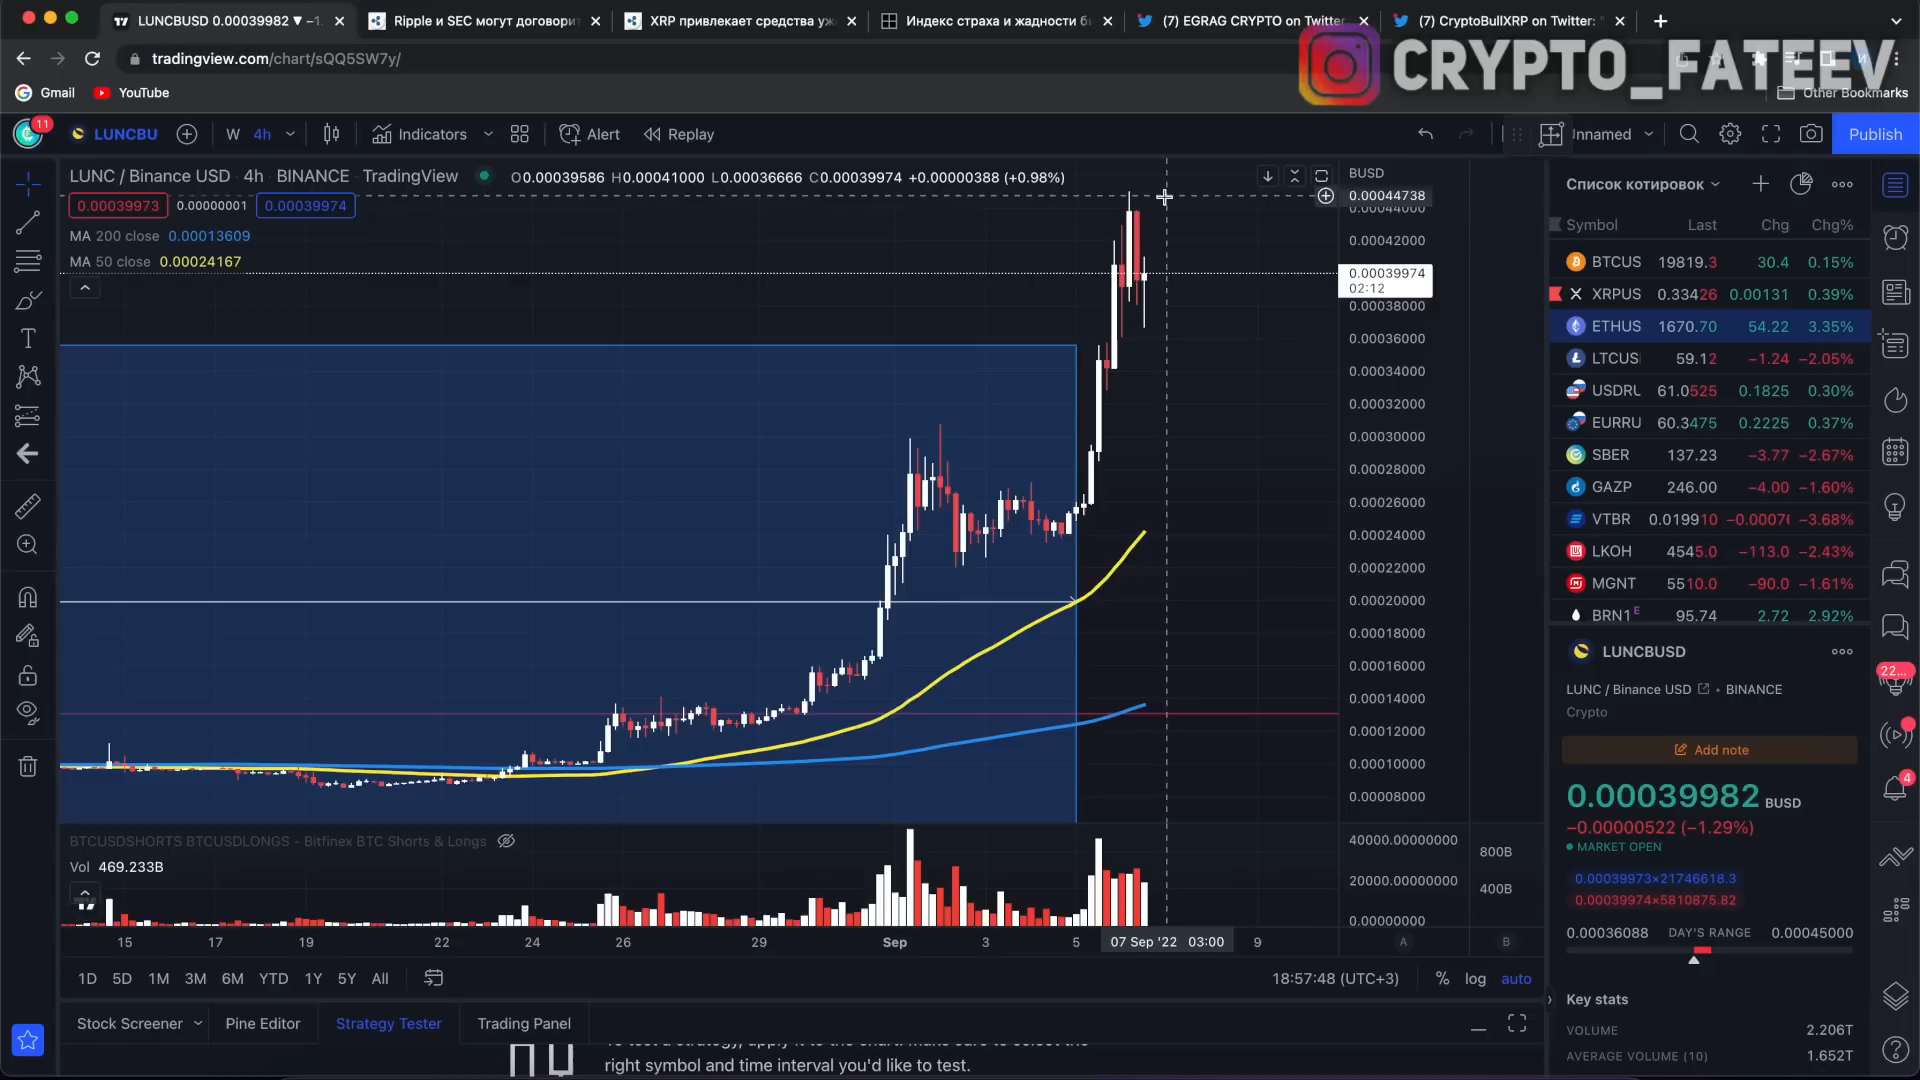 LUNCBUSD 0.00039982 ▼ −1.
Ripple и SEC могут договорит
XRP привлекает средства уж
Индекс страха и жадности б
(7) EGRAG CRYPTO on Twitter
(7) CryptoBullXRP on Twitter: "
tradingview.com/chart/sQQ5SW7y/
CRYPTO_FATEEV
Gmail
YouTube
Other Bookmarks
11
LUNCBU
W
4h
Indicators
Alert
Replay
Unnamed
Publish
LUNC / Binance USD 4h BINANCE TradingView
O0.00039586 H0.00041000 L0.00036666 C0.00039974 +0.00000388 (+0.98%)
0.00039973 0.00000001 0.00039974
MA 200 close 0.00013609
MA 50 close 0.00024167
BUSD
0.00044738
0.00044000
0.00042000
0.00039974
02:12
0.00038000
0.00036000
0.00034000
0.00032000
0.00030000
0.00028000
0.00026000
0.00024000
0.00022000
0.00020000
0.00018000
0.00016000
0.00014000
0.00012000
0.00010000
0.00008000
BTCUSDSHORTS BTCUSDLONGS - Bitfinex BTC Shorts & Longs
Vol 469.233B
40000.00000000
20000.00000000
0.00000000
800B
400B
15 17 19 22 24 26 29 Sep 3 5 07 Sep '22 03:00 9
A
B
1D 5D 1M 3M 6M YTD 1Y 5Y All
18:57:48 (UTC+3) % log auto
Stock Screener Pine Editor Strategy Tester Trading Panel
right symbol and time interval you'd like to test.
Список котировок
Symbol Last Chg Chg%
BTCUS 19819.3 30.4 0.15%
XRPUS 0.33426 0.00131 0.39%
ETHUS 1670.70 54.22 3.35%
LTCUS 59.12 −1.24 −2.05%
USDRU 61.0525 0.1825 0.30%
EURRU 60.3475 0.2225 0.37%
SBER 137.23 −3.77 −2.67%
GAZP 246.00 −4.00 −1.60%
VTBR 0.019910 −0.00076 −3.68%
LKOH 4545.0 −113.0 −2.43%
MGNT 5510.0 −90.0 −1.61%
BRN1 E 95.74 2.72 2.92%
LUNCBUSD
LUNC / Binance USD • BINANCE
Crypto
Add note
0.00039982 BUSD
−0.00000522 (−1.29%)
MARKET OPEN
0.00039973×21746618.3
0.00039974×5810875.82
0.00036088 DAY'S RANGE 0.00045000
Key stats
VOLUME 2.206T
AVERAGE VOLUME (10) 1.652T
22...
4